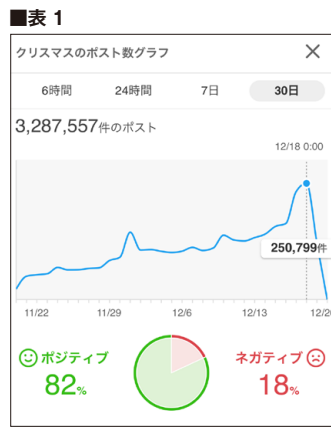 ■表 1
クリスマスのポスト数グラフ
6時間 24時間 7日 30日
3,287,557件のポスト
12/18 0:00
250,799件
11/22 11/29 12/6 12/13 12/20
ポジティブ ネガティブ
82% 18%